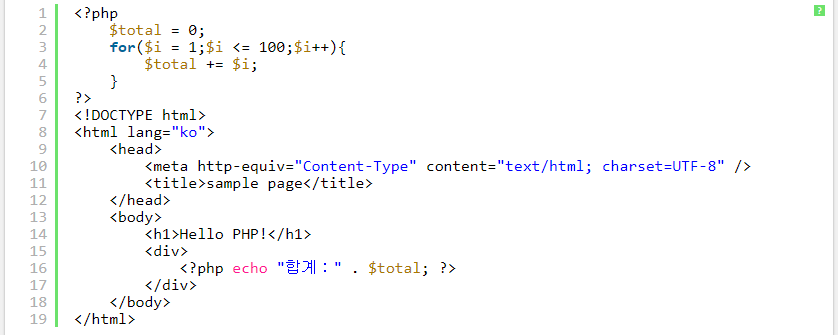 1 <?php
2     $total = 0;
3     for($i = 1;$i <= 100;$i++){
4         $total += $i;
5     }
6 ?>
7 <!DOCTYPE html>
8 <html lang="ko">
9     <head>
10         <meta http-equiv="Content-Type" content="text/html; charset=UTF-8" />
11         <title>sample page</title>
12     </head>
13     <body>
14         <h1>Hello PHP!</h1>
15         <div>
16             <?php echo "합계：" . $total; ?>
17         </div>
18     </body>
19 </html>
?